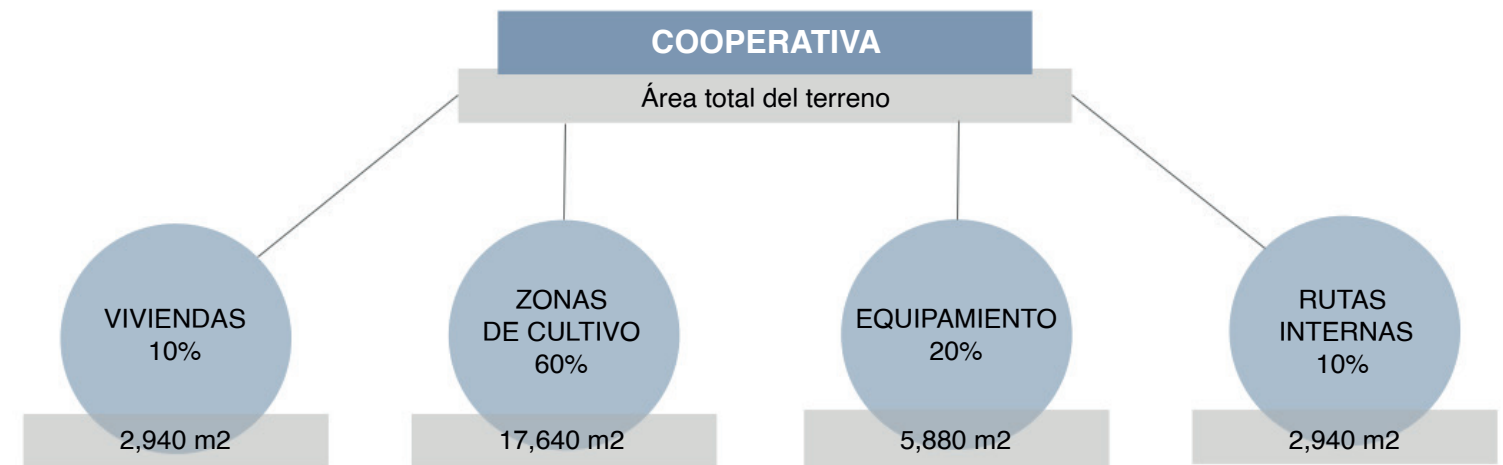 COOPERATIVA
Área total del terreno
VIVIENDAS
10%
2,940 m2
ZONAS
DE CULTIVO
60%
17,640 m2
EQUIPAMIENTO
20%
5,880 m2
RUTAS
INTERNAS
10%
2,940 m2